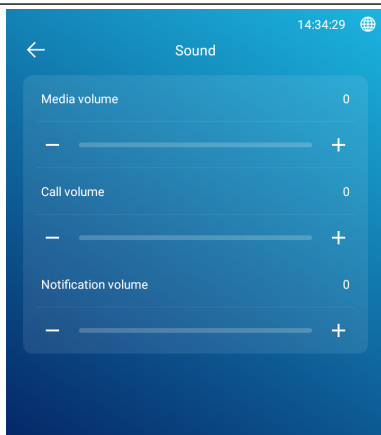 14:34:29
Sound
Media volume 0
Call volume 0
Notification volume 0